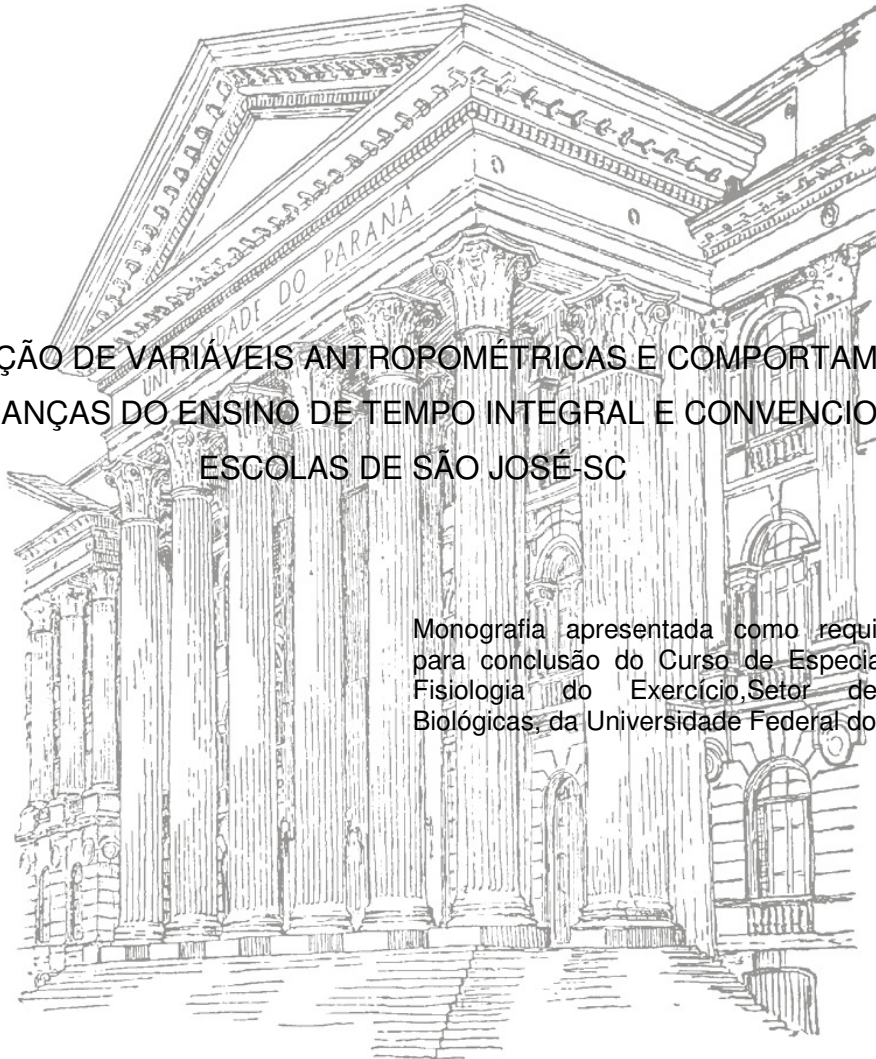 UNIVERSIDADE DO PARANÁ
ÇÃO DE VARIÁVEIS ANTROPOMÉTRICAS E COMPORTAM
ANÇAS DO ENSINO DE TEMPO INTEGRAL E CONVENCIO
ESCOLAS DE SÃO JOSÉ-SC
Monografia apresentada como requi
para conclusão do Curso de Especia
Fisiologia do Exercício,Setor de
Biológicas, da Universidade Federal do